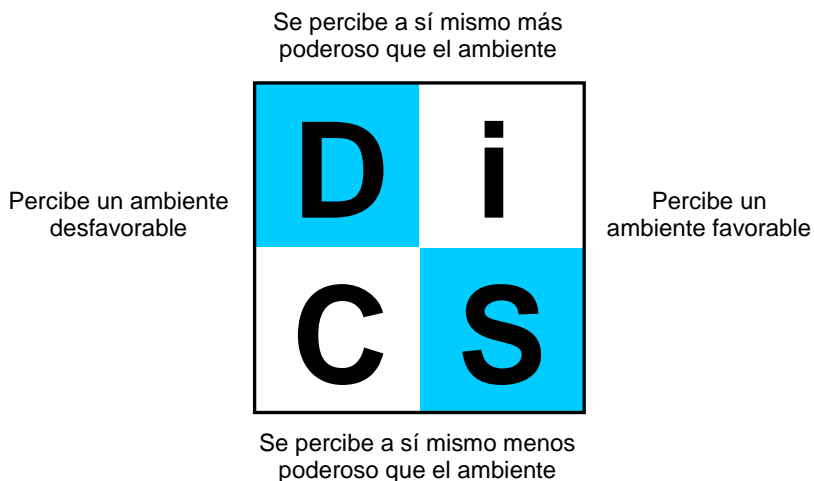 Se percibe a sí mismo más
poderoso que el ambiente
D i
Percibe un ambiente
desfavorable
Percibe un
ambiente favorable
C S
Se percibe a sí mismo menos
poderoso que el ambiente